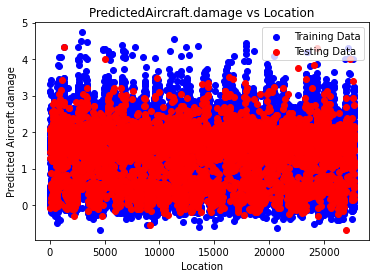 PredictedAircraft.damage vs Location
Training Data
Testing Data
Predicted Aircraft.damage
5
4
3
2
1
0
0 5000 10000 15000 20000 25000
Location